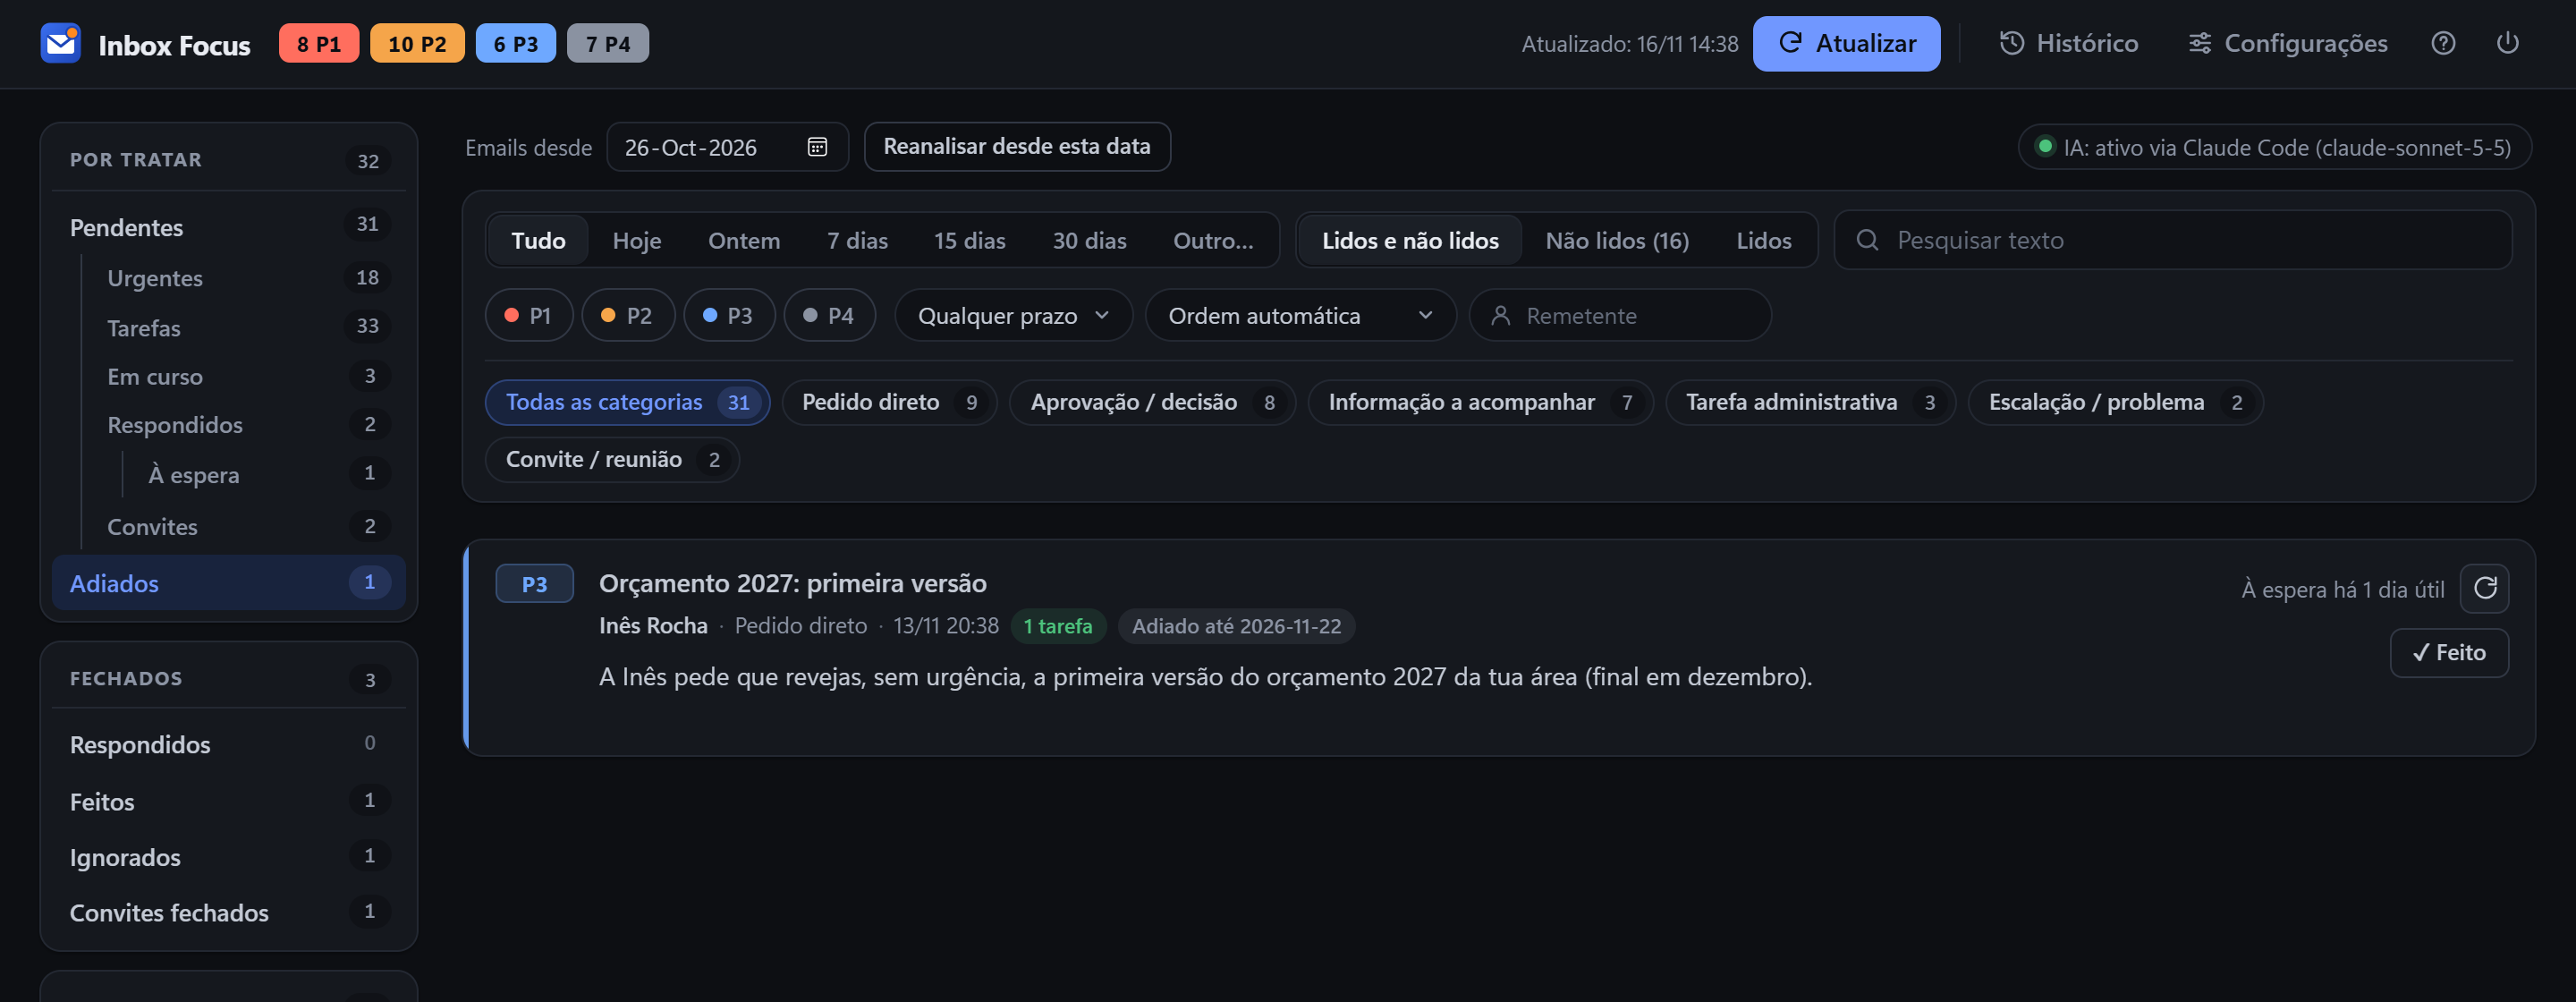 Inbox Focus 8 P1 10 P2 6 P3 7 P4 Atualizado: 16/11 14:38 Atualizar Histórico Configurações
POR TRATAR 32
Pendentes 31
Urgentes 18
Tarefas 33
Em curso 3
Respondidos 2
À espera 1
Convites 2
Adiados 1
FECHADOS 3
Respondidos 0
Feitos 1
Ignorados 1
Convites fechados 1
Emails desde 26-Oct-2026 Reanalisar desde esta data IA: ativo via Claude Code (claude-sonnet-5-5)
Tudo Hoje Ontem 7 dias 15 dias 30 dias Outro... Lidos e não lidos Não lidos (16) Lidos Pesquisar texto
P1 P2 P3 P4 Qualquer prazo Ordem automática Remetente
Todas as categorias 31 Pedido direto 9 Aprovação / decisão 8 Informação a acompanhar 7 Tarefa administrativa 3 Escalação / problema 2
Convite / reunião 2
P3 Orçamento 2027: primeira versão À espera há 1 dia útil
Inês Rocha · Pedido direto · 13/11 20:38 1 tarefa Adiado até 2026-11-22
✓ Feito
A Inês pede que revejas, sem urgência, a primeira versão do orçamento 2027 da tua área (final em dezembro).